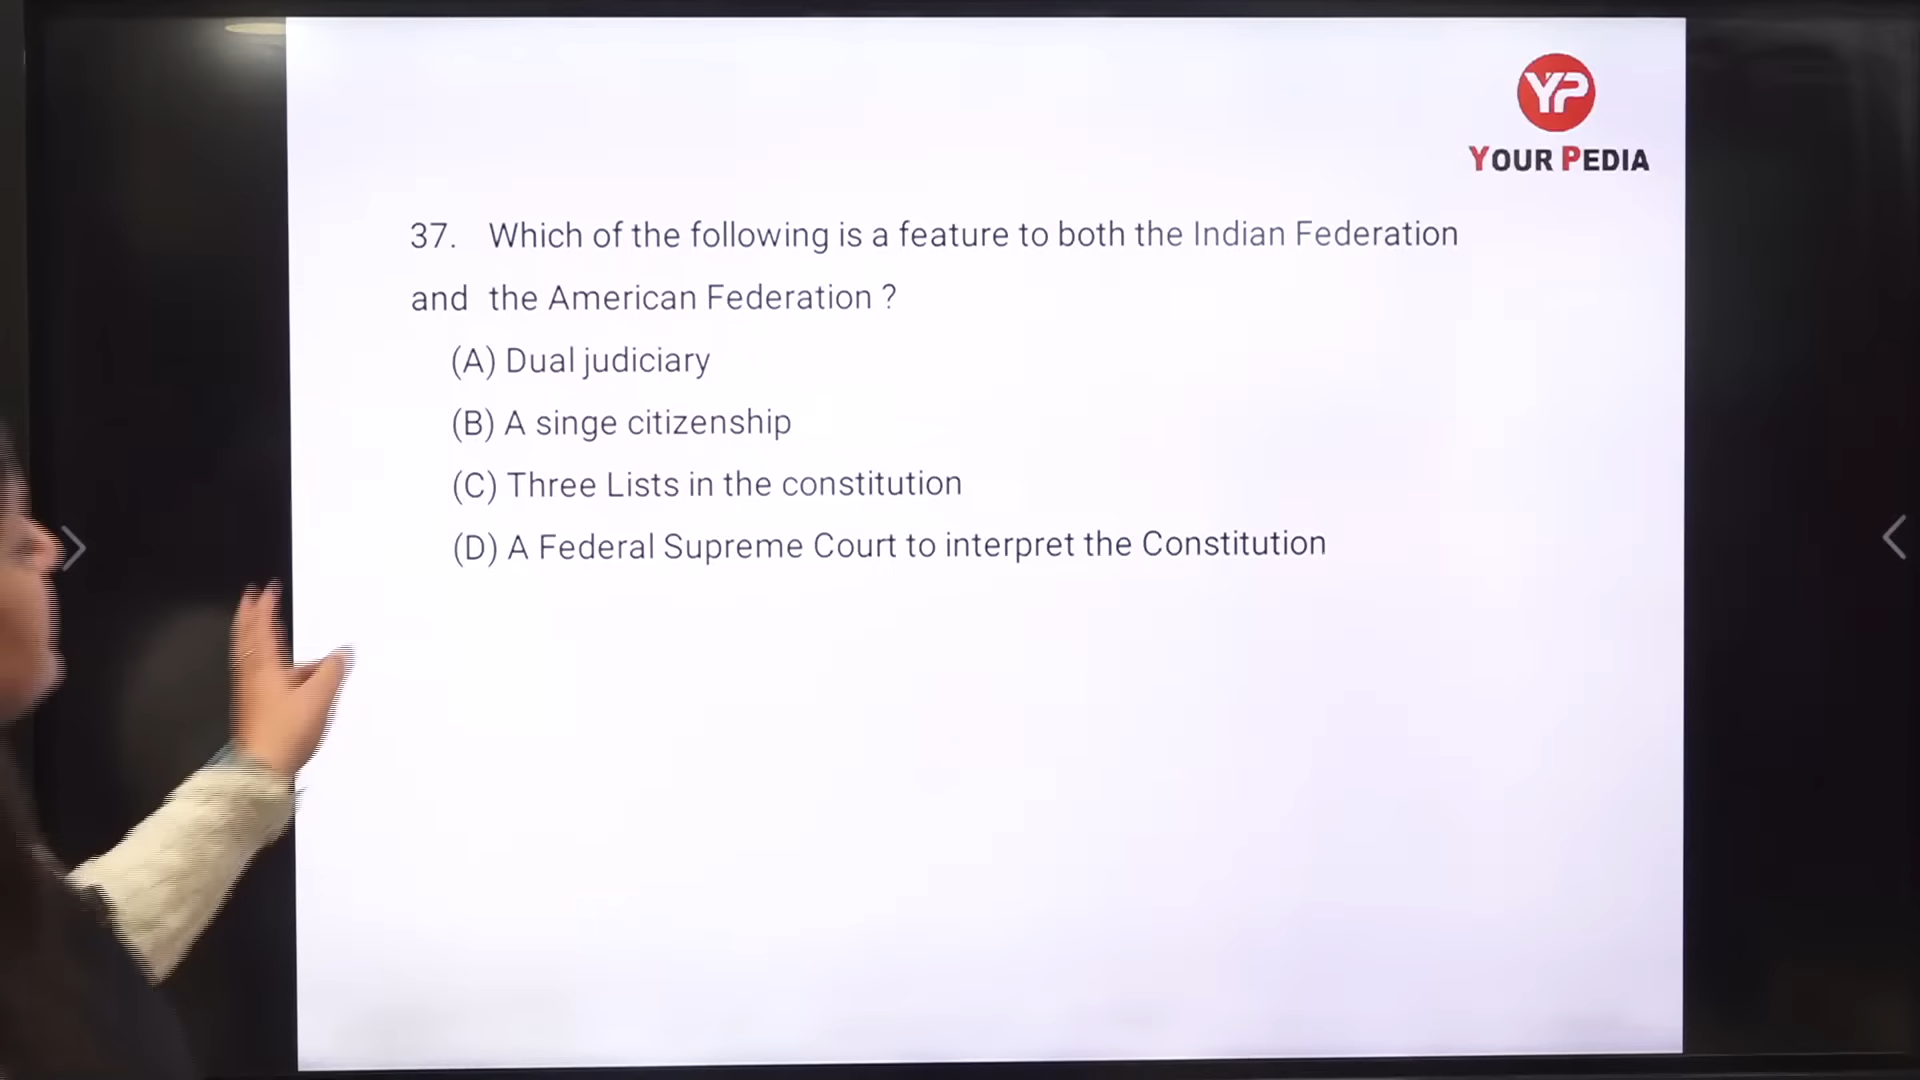 YP
YOUR PEDIA
37. Which of the following is a feature to both the Indian Federation
and the American Federation ?
(A) Dual judiciary
(B) A singe citizenship
(C) Three Lists in the constitution
(D) A Federal Supreme Court to interpret the Constitution